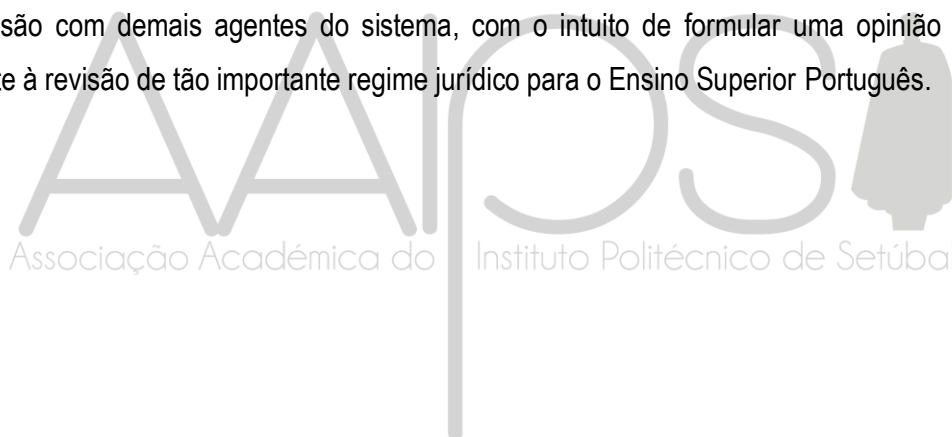 são com demais agentes do sistema, com o intuito de formular uma opinião
e à revisão de tão importante regime jurídico para o Ensino Superior Português.
AAIPS
Associação Académica do Instituto Politécnico de Setúba